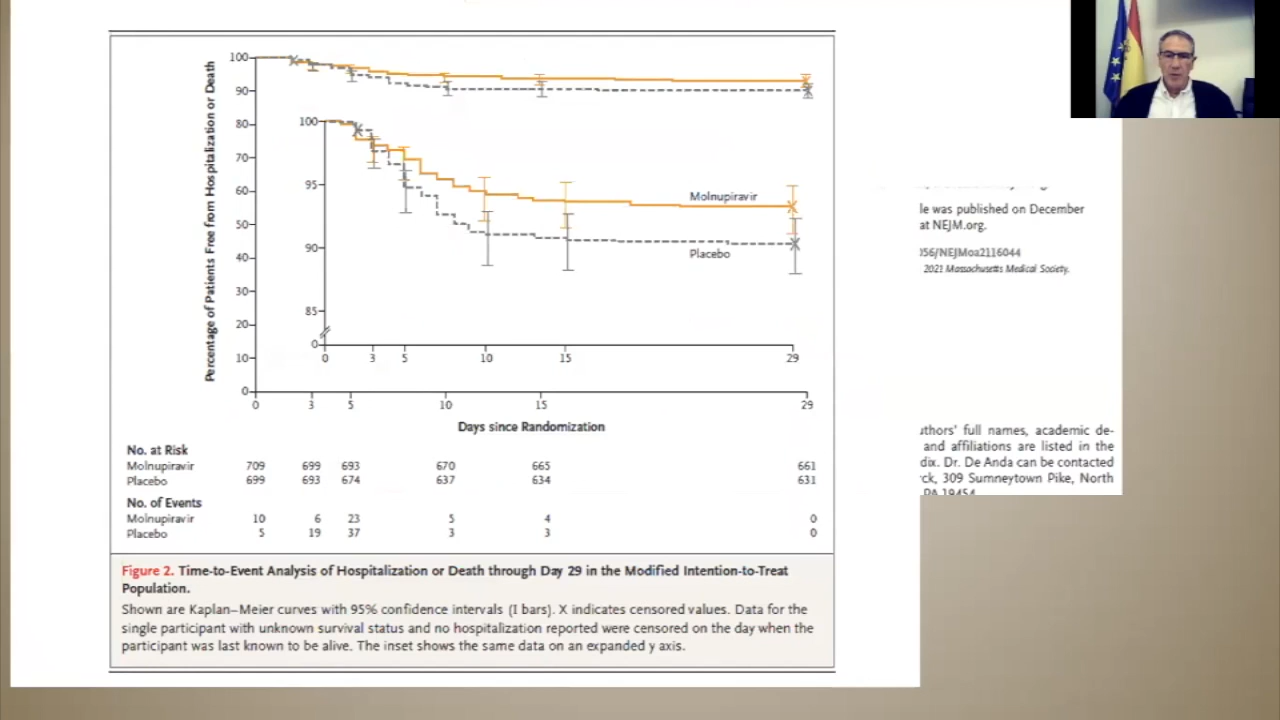 Percentage of Patients Free from Hospitalization or Death
100
90
80
70
60
50
40
30
20
10
0
100
95
90
85
0
Molnupiravir
Placebo
0 3 5 10 15 29
0 3 5 10 15 29
Days since Randomization
No. at Risk
Molnupiravir 709 699 693 670 665 661
Placebo 699 693 674 637 634 631
No. of Events
Molnupiravir 10 6 23 5 4 0
Placebo 5 19 37 3 3 0
Figure 2. Time-to-Event Analysis of Hospitalization or Death through Day 29 in the Modified Intention-to-Treat
Population.
Shown are Kaplan–Meier curves with 95% confidence intervals (I bars). X indicates censored values. Data for the
single participant with unknown survival status and no hospitalization reported were censored on the day when the
participant was last known to be alive. The inset shows the same data on an expanded y axis.
le was published on December
at NEJM.org.
56/NEJMoa2116044
2021 Massachusetts Medical Society.
uthors' full names, academic de-
and affiliations are listed in the
dix. Dr. De Anda can be contacted
ck, 309 Sumneytown Pike, North
PA 19454